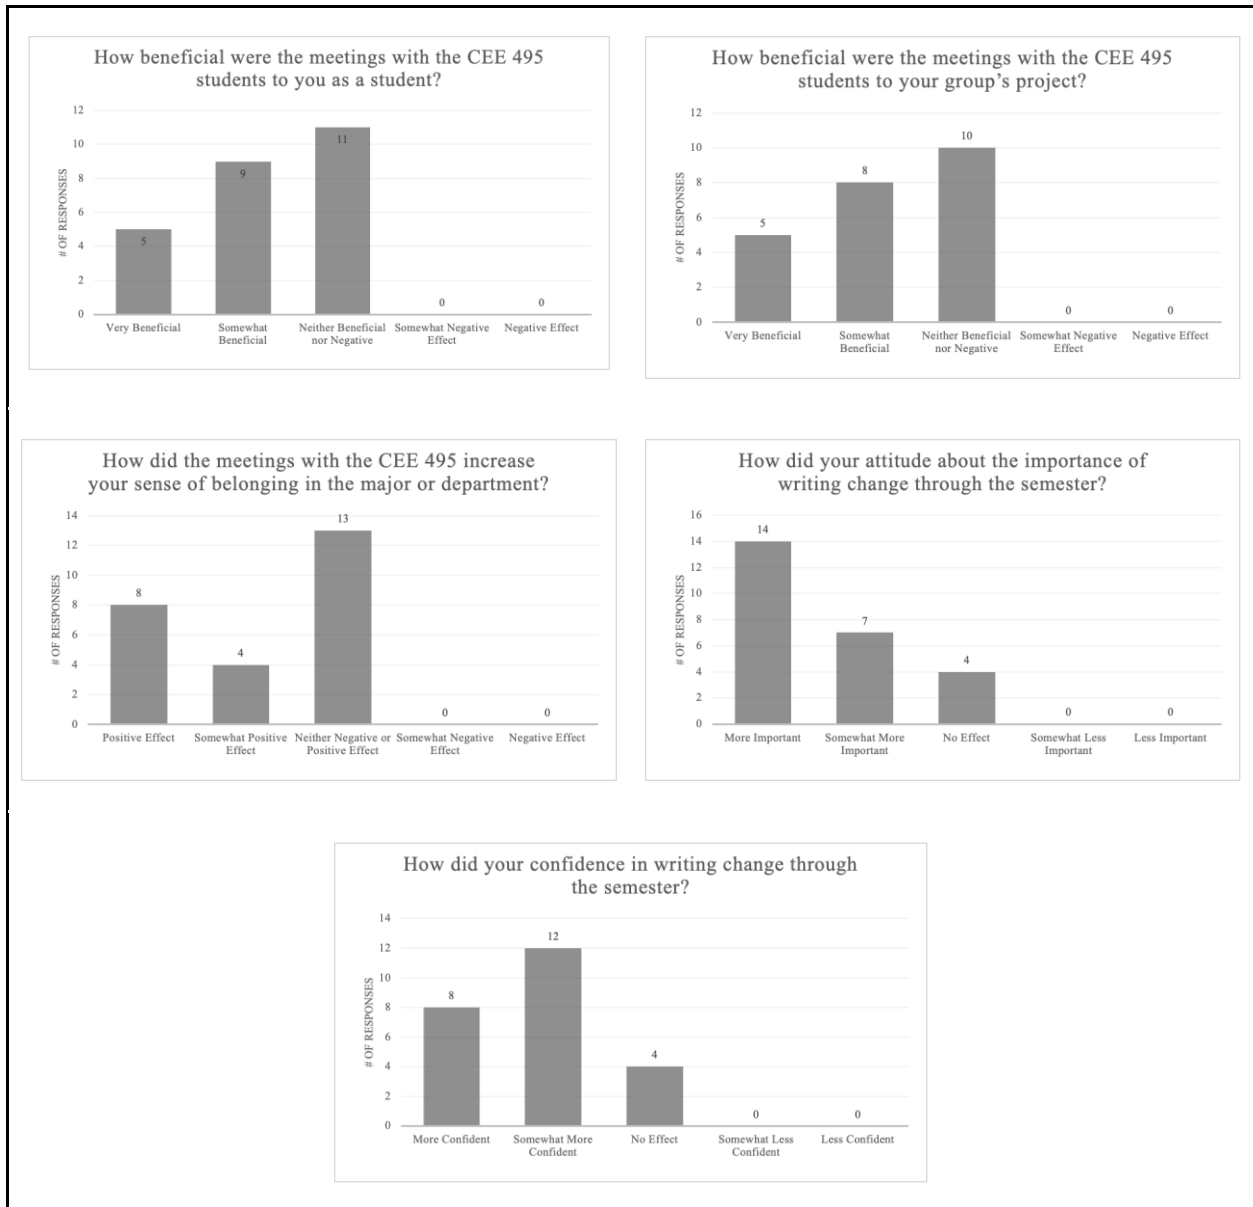 How beneficial were the meetings with the CEE 495
students to you as a student?
12
10
8
6
4
2
0
# OF RESPONSES
5
9
11
0
0
Very Beneficial
Somewhat
Beneficial
Neither Beneficial
nor Negative
Somewhat Negative
Effect
Negative Effect
How beneficial were the meetings with the CEE 495
students to your group’s project?
12
10
8
6
4
2
0
# OF RESPONSES
5
8
10
0
0
Very Beneficial
Somewhat
Beneficial
Neither Beneficial
nor Negative
Somewhat Negative
Effect
Negative Effect
How did the meetings with the CEE 495 increase
your sense of belonging in the major or department?
14
12
10
8
6
4
2
0
# OF RESPONSES
8
4
13
0
0
Positive Effect
Somewhat Positive
Effect
Neither Negative or
Positive Effect
Somewhat Negative
Effect
Negative Effect
How did your attitude about the importance of
writing change through the semester?
16
14
12
10
8
6
4
2
0
# OF RESPONSES
14
7
4
0
0
More Important
Somewhat More
Important
No Effect
Somewhat Less
Important
Less Important
How did your confidence in writing change through
the semester?
14
12
10
8
6
4
2
0
# OF RESPONSES
8
12
4
0
0
More Confident
Somewhat More
Confident
No Effect
Somewhat Less
Confident
Less Confident